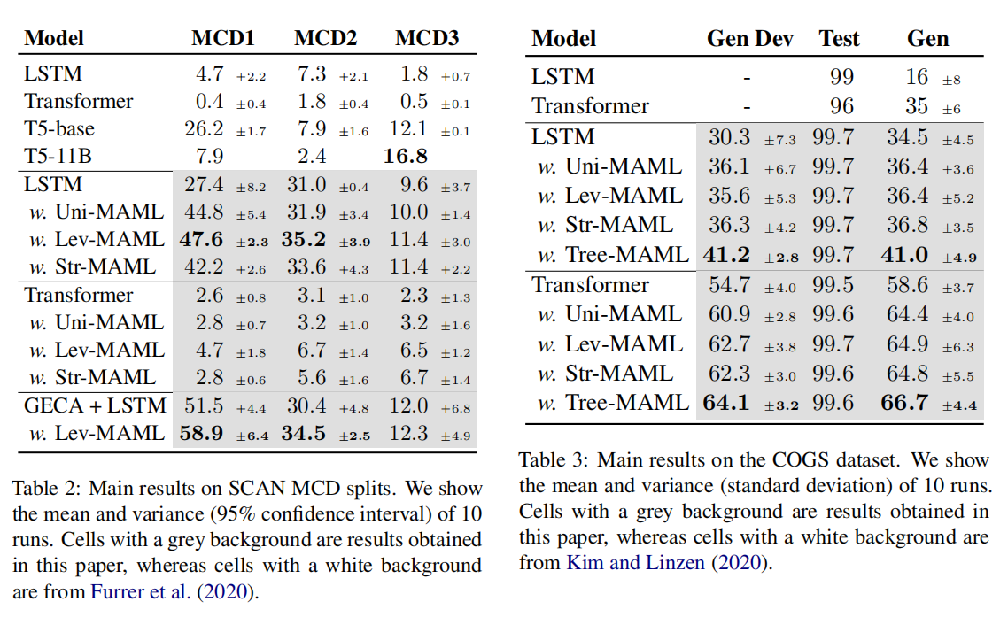 Model MCD1 MCD2 MCD3
LSTM 4.7 ±2.2 7.3 ±2.1 1.8 ±0.7
Transformer 0.4 ±0.4 1.8 ±0.4 0.5 ±0.1
T5-base 26.2 ±1.7 7.9 ±1.6 12.1 ±0.1
T5-11B 7.9 2.4 16.8
LSTM 27.4 ±8.2 31.0 ±0.4 9.6 ±3.7
w. Uni-MAML 44.8 ±5.4 31.9 ±3.4 10.0 ±1.4
w. Lev-MAML 47.6 ±2.3 35.2 ±3.9 11.4 ±3.0
w. Str-MAML 42.2 ±2.6 33.6 ±4.3 11.4 ±2.2
Transformer 2.6 ±0.8 3.1 ±1.0 2.3 ±1.3
w. Uni-MAML 2.8 ±0.7 3.2 ±1.0 3.2 ±1.6
w. Lev-MAML 4.7 ±1.8 6.7 ±1.4 6.5 ±1.2
w. Str-MAML 2.8 ±0.6 5.6 ±1.6 6.7 ±1.4
GECA + LSTM 51.5 ±4.4 30.4 ±4.8 12.0 ±6.8
w. Lev-MAML 58.9 ±6.4 34.5 ±2.5 12.3 ±4.9
Table 2: Main results on SCAN MCD splits. We show
the mean and variance (95% confidence interval) of 10
runs. Cells with a grey background are results obtained
in this paper, whereas cells with a white background
are from Furrer et al. (2020).
Model Gen Dev Test Gen
LSTM - 99 16 ±8
Transformer - 96 35 ±6
LSTM 30.3 ±7.3 99.7 34.5 ±4.5
w. Uni-MAML 36.1 ±6.7 99.7 36.4 ±3.6
w. Lev-MAML 35.6 ±5.3 99.7 36.4 ±5.2
w. Str-MAML 36.3 ±4.2 99.7 36.8 ±3.5
w. Tree-MAML 41.2 ±2.8 99.7 41.0 ±4.9
Transformer 54.7 ±4.0 99.5 58.6 ±3.7
w. Uni-MAML 60.9 ±2.8 99.6 64.4 ±4.0
w. Lev-MAML 62.7 ±3.8 99.7 64.9 ±6.3
w. Str-MAML 62.3 ±3.0 99.6 64.8 ±5.5
w. Tree-MAML 64.1 ±3.2 99.6 66.7 ±4.4
Table 3: Main results on the COGS dataset. We show
the mean and variance (standard deviation) of 10 runs.
Cells with a grey background are results obtained in
this paper, whereas cells with a white background are
from Kim and Linzen (2020).